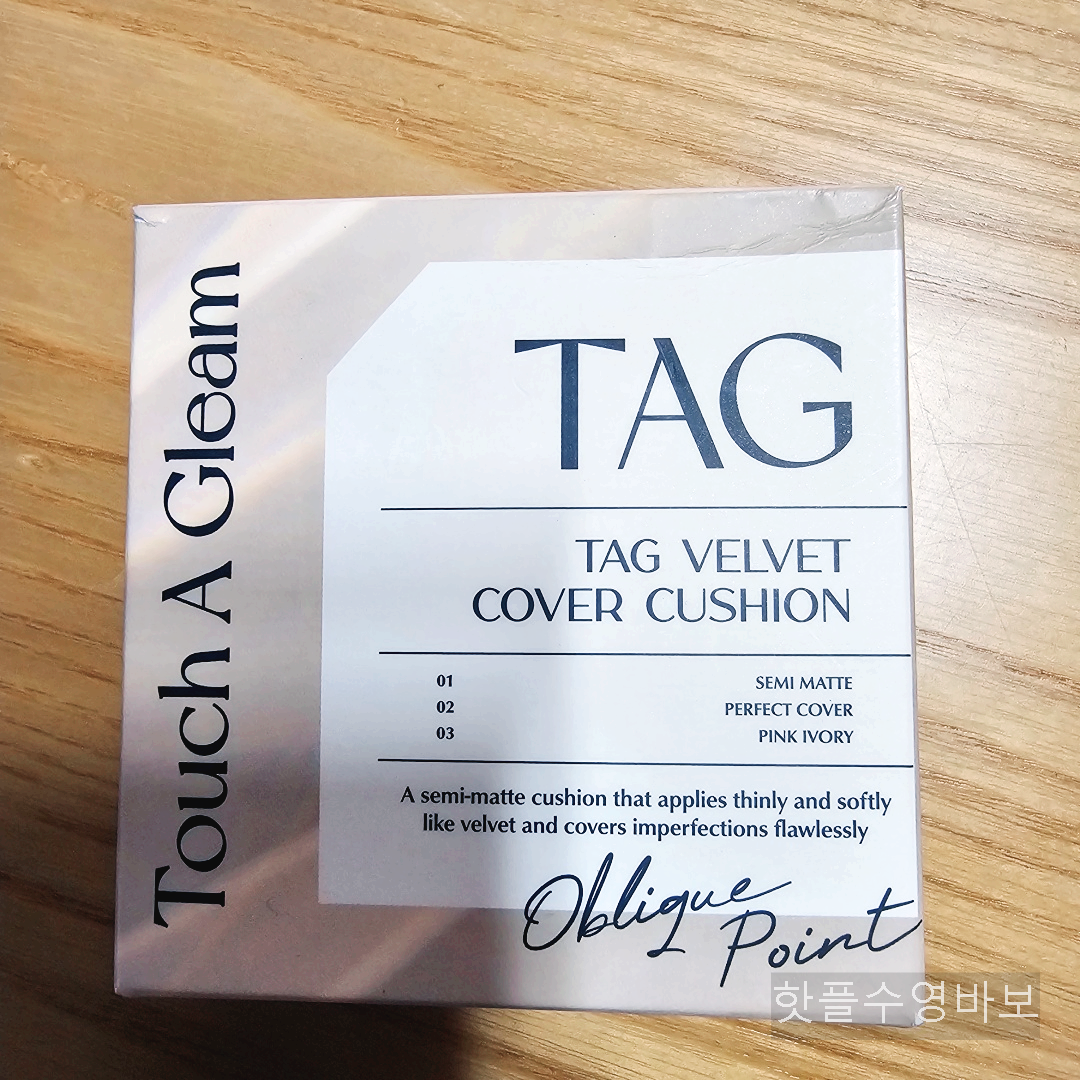 Touch A Gleam
TAG
TAG VELVET
COVER CUSHION
01 SEMI MATTE
02 PERFECT COVER
03 PINK IVORY
A semi-matte cushion that applies thinly and softly
like velvet and covers imperfections flawlessly
Oblique
Point
핫플수영바보